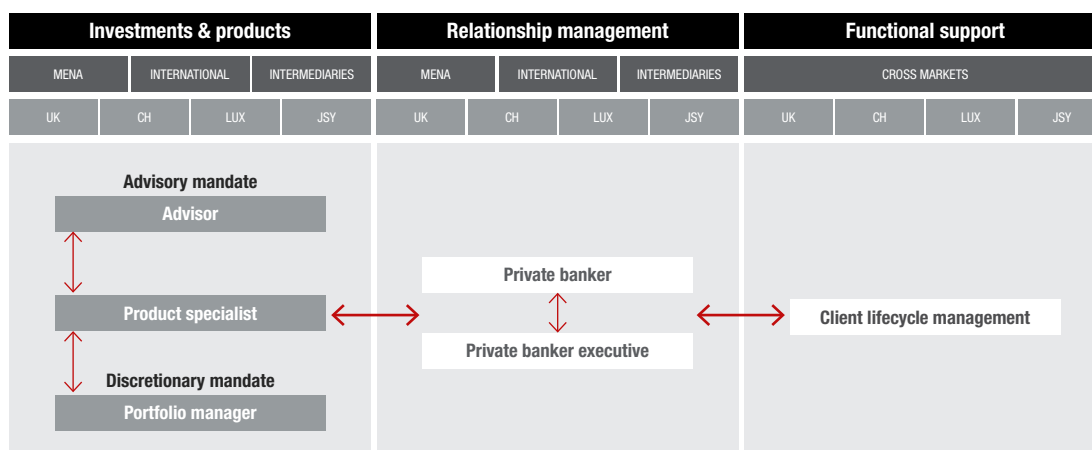 Investments & products
Relationship management
Functional support
MENA
INTERNATIONAL
INTERMEDIARIES
MENA
INTERNATIONAL
INTERMEDIARIES
CROSS MARKETS
UK
CH
LUX
JSY
UK
CH
LUX
JSY
UK
CH
LUX
JSY
Advisory mandate
Advisor
Product specialist
Discretionary mandate
Portfolio manager
Private banker
Private banker executive
Client lifecycle management